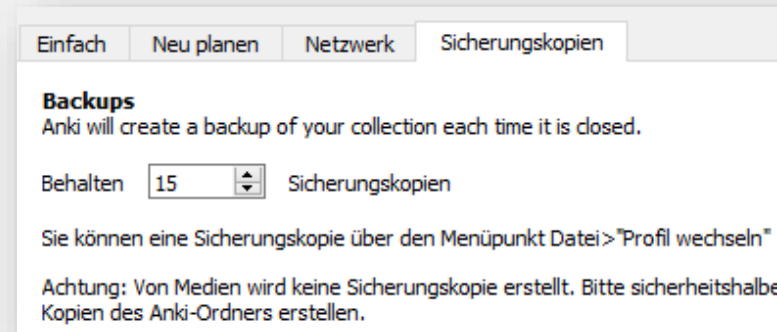 Einfach Neu planen Netzwerk Sicherungskopien
Backups
Anki will create a backup of your collection each time it is closed.
Behalten 15 Sicherungskopien
Sie können eine Sicherungskopie über den Menüpunkt Datei>"Profil wechseln"
Achtung: Von Medien wird keine Sicherungskopie erstellt. Bitte sicherheitshalbe
Kopien des Anki-Ordners erstellen.